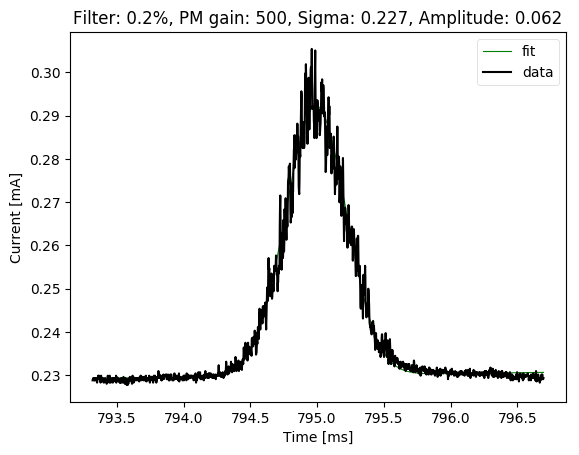 Filter: 0.2%, PM gain: 500, Sigma: 0.227, Amplitude: 0.062
fit
data
0.30
0.29
0.28
0.27
0.26
0.25
0.24
0.23
Current [mA]
793.5 794.0 794.5 795.0 795.5 796.0 796.5
Time [ms]